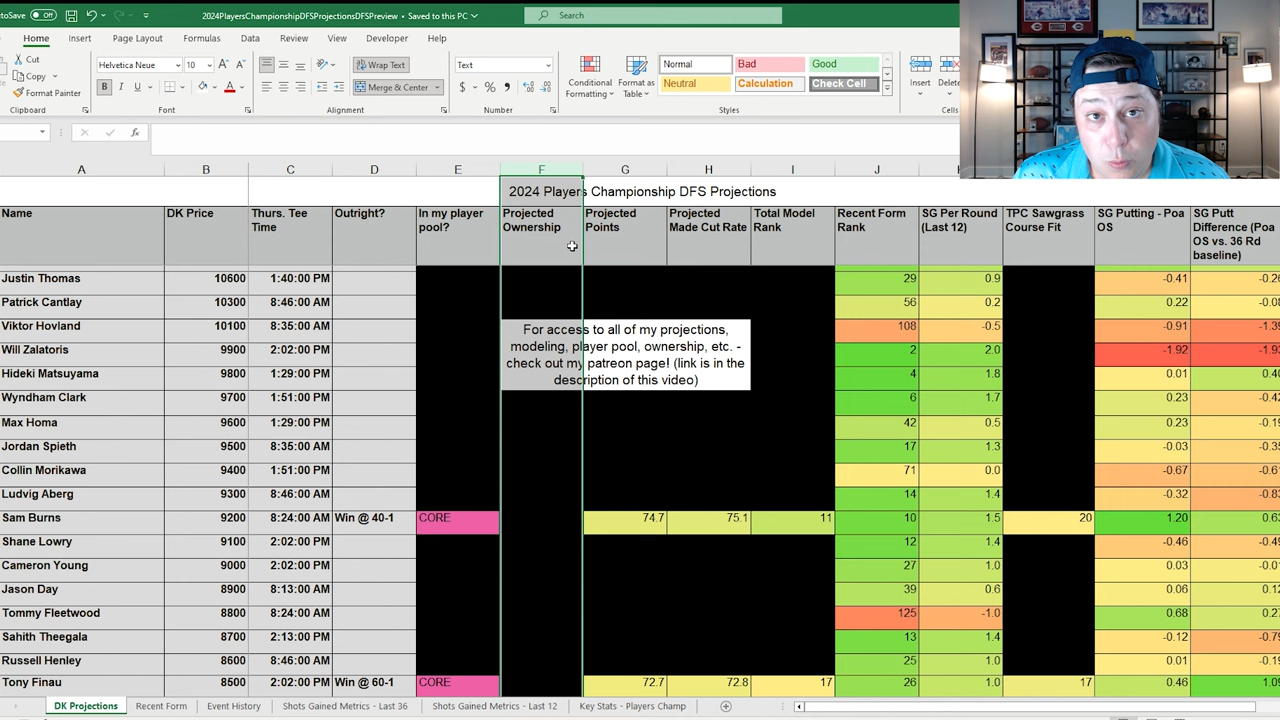 AutoSave Off 2024PlayersChampionshipDFSProjectionsDFSPreview • Saved to this PC Search
Home Insert Page Layout Formulas Data Review View Developer Help
Cut
Copy
Format Painter
Clipboard
Helvetica Neue 10
B
Font
Wrap Text
Merge & Center
Alignment
Text
$ % 9
Number
Conditional Formatting
Format as Table
Normal Bad Good
Neutral Calculation Check Cell
Styles
Insert
Cells
fx
A B C D E F G H I J
2024 Players Championship DFS Projections
Name DK Price Thurs. Tee Time Outright? In my player pool? Projected Ownership Projected Points Projected Made Cut Rate Total Model Rank Recent Form Rank SG Per Round (Last 12) TPC Sawgrass Course Fit SG Putting - Poa OS SG Putt Difference (Poa OS vs. 36 Rd baseline)
Justin Thomas 10600 1:40:00 PM 29 0.9 -0.41
Patrick Cantlay 10300 8:46:00 AM 56 0.2 0.22
Viktor Hovland 10100 8:35:00 AM 108 -0.5 -0.91
Will Zalatoris 9900 2:02:00 PM 2 2.0 -1.92
Hideki Matsuyama 9800 1:29:00 PM 4 1.8 0.01
Wyndham Clark 9700 1:51:00 PM 6 1.7 0.23
Max Homa 9600 1:29:00 PM 42 0.5 0.23
Jordan Spieth 9500 8:35:00 AM 17 1.3 -0.03
Collin Morikawa 9400 1:51:00 PM 71 0.0 -0.67
Ludvig Aberg 9300 8:46:00 AM 14 1.4 -0.32
Sam Burns 9200 8:24:00 AM Win @ 40-1 CORE 74.7 75.1 11 10 1.5 20 1.20
Shane Lowry 9100 2:02:00 PM 12 1.1 -0.46
Cameron Young 9000 2:02:00 PM 27 1.0 0.03
Jason Day 8900 8:13:00 AM 39 0.6 0.06
Tommy Fleetwood 8800 8:24:00 AM 125 -1.0 0.68
Sahith Theegala 8700 2:13:00 PM 13 1.4 -0.12
Russell Henley 8600 8:46:00 AM 25 1.0 0.01
Tony Finau 8500 2:02:00 PM Win @ 60-1 CORE 72.7 72.8 17 26 1.0 17 0.46
For access to all of my projections,
modeling, player pool, ownership, etc. -
check out my patreon page! (link is in the
description of this video)
DK Projections Recent Form Event History Shots Gained Metrics - Last 36 Shots Gained Metrics - Last 12 Key Stats - Players Champ